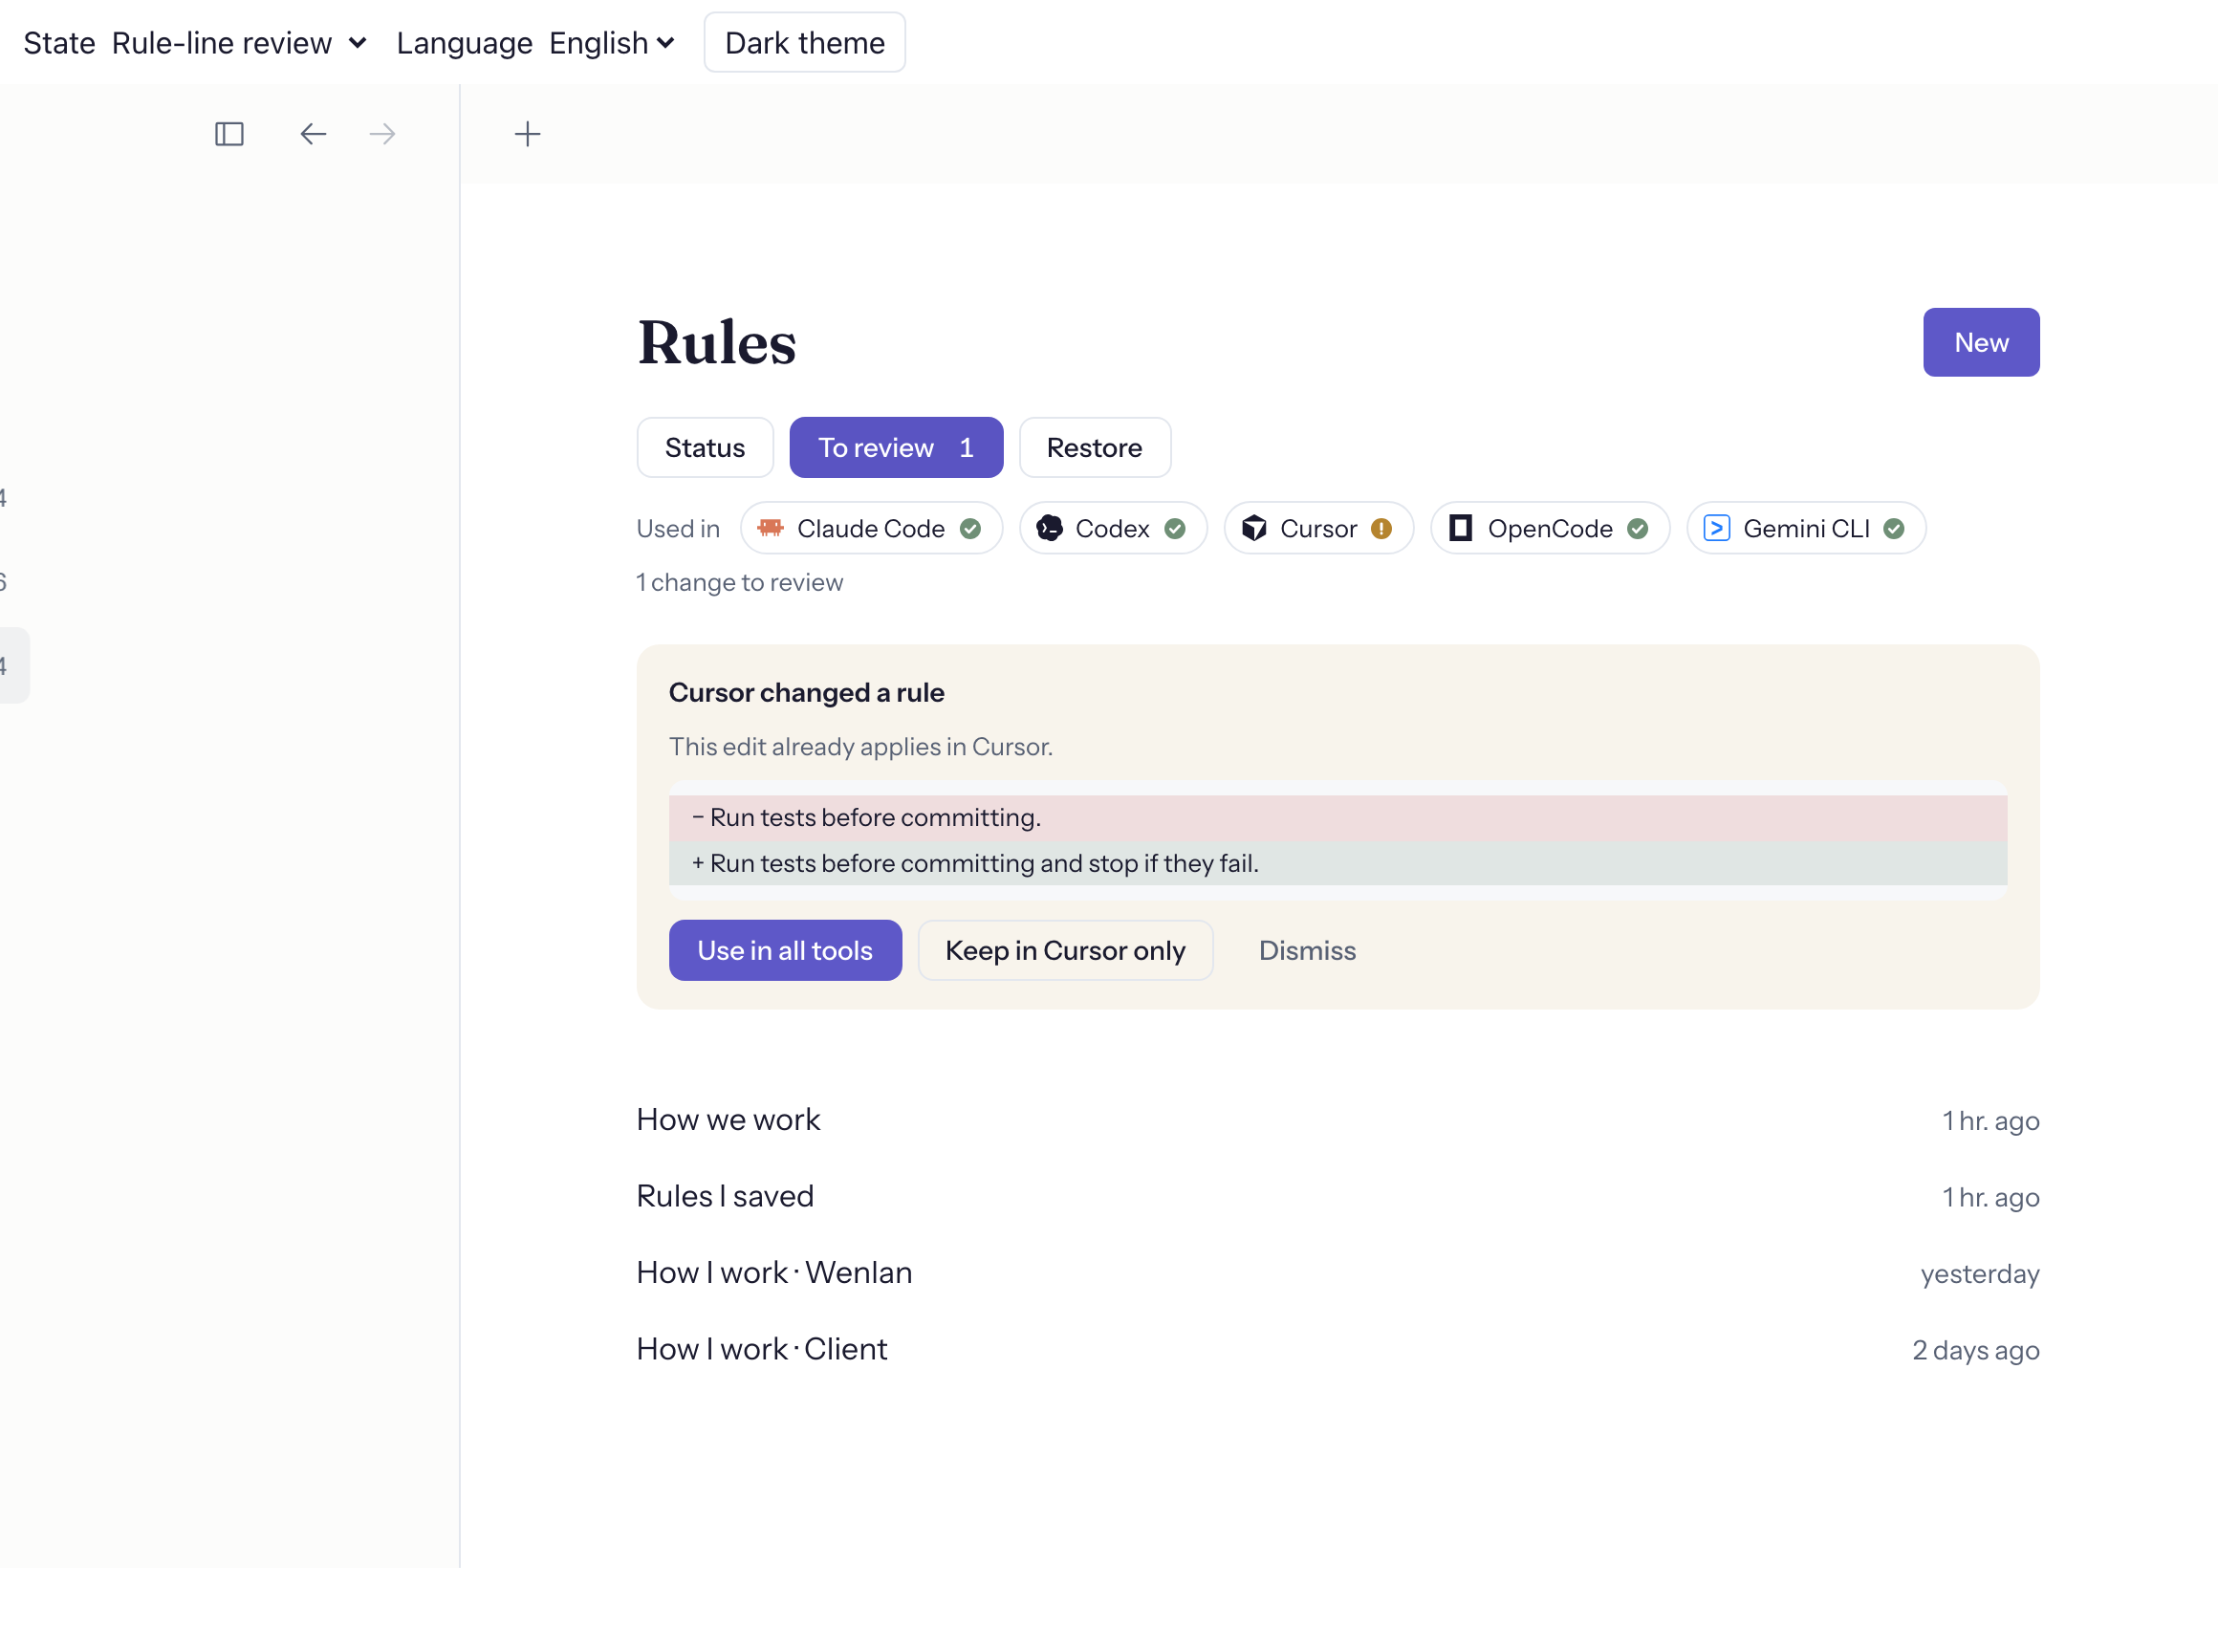 State Rule-line review Language English Dark theme
4
6
4
Rules
New
Status To review 1 Restore
Used in Claude Code Codex Cursor OpenCode Gemini CLI
1 change to review
Cursor changed a rule
This edit already applies in Cursor.
− Run tests before committing.
+ Run tests before committing and stop if they fail.
Use in all tools Keep in Cursor only Dismiss
How we work 1 hr. ago
Rules I saved 1 hr. ago
How I work · Wenlan yesterday
How I work · Client 2 days ago